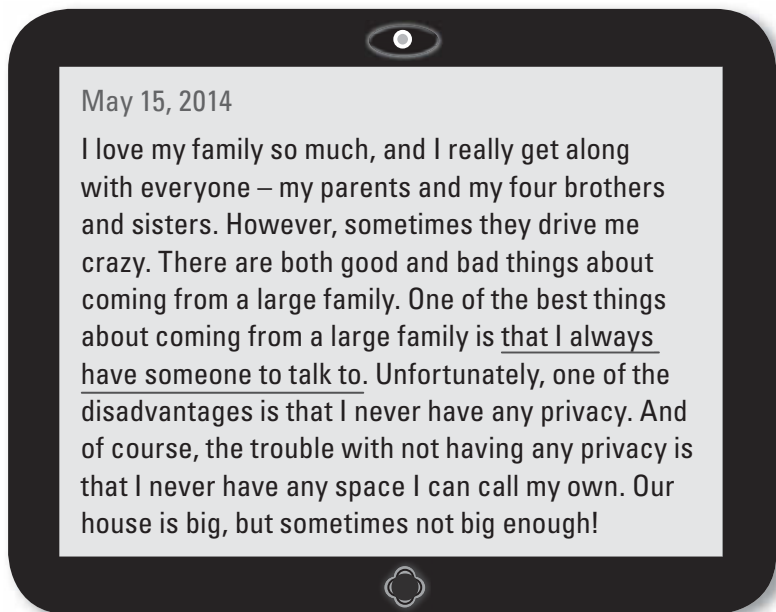 May 15, 2014
I love my family so much, and I really get along
with everyone – my parents and my four brothers
and sisters. However, sometimes they drive me
crazy. There are both good and bad things about
coming from a large family. One of the best things
about coming from a large family is that I always
have someone to talk to. Unfortunately, one of the
disadvantages is that I never have any privacy. And
of course, the trouble with not having any privacy is
that I never have any space I can call my own. Our
house is big, but sometimes not big enough!